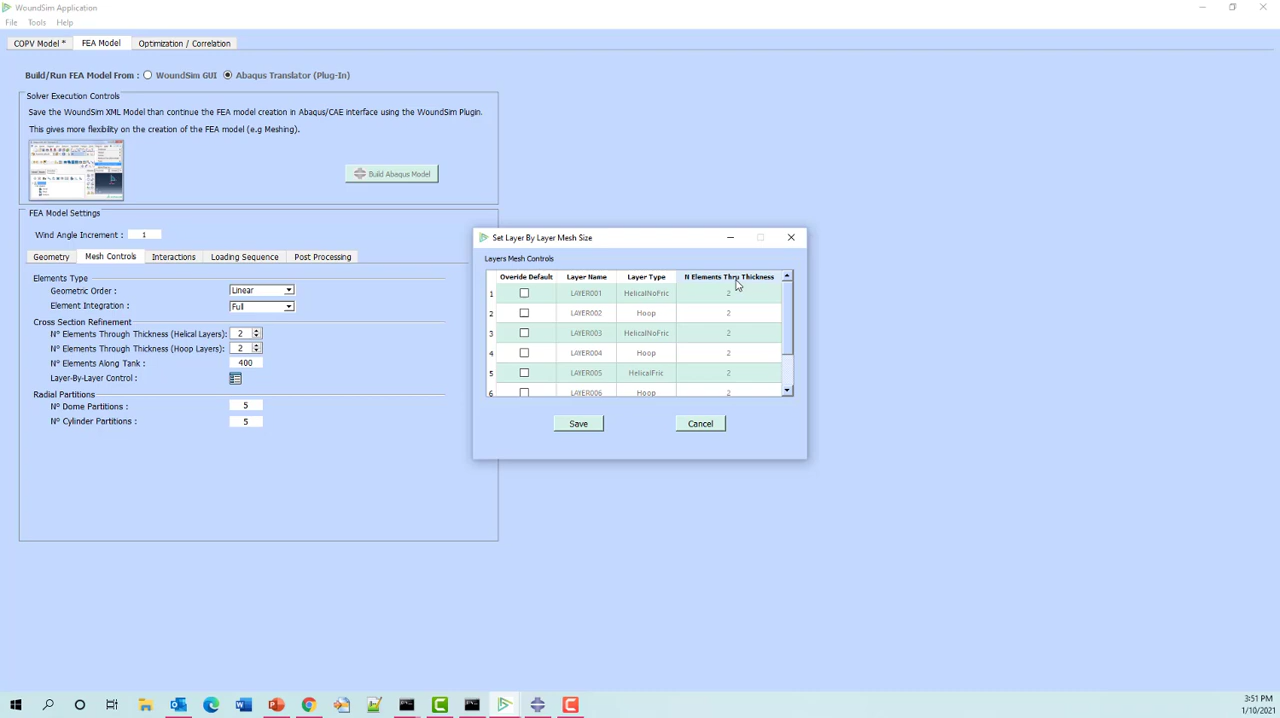 WoundSim Application
File Tools Help
COPV Model * FEA Model Optimization / Correlation
Build/Run FEA Model From : WoundSim GUI Abaqus Translator (Plug-In)
Solver Execution Controls
Save the WoundSim XML Model than continue the FEA model creation in Abaqus/CAE interface using the WoundSim Plugin.
This gives more flexibility on the creation of the FEA model (e.g Meshing).
Build Abaqus Model
FEA Model Settings
Wind Angle Increment : 1
Geometry Mesh Controls Interactions Loading Sequence Post Processing
Elements Type
Geometric Order : Linear
Element Integration : Full
Cross Section Refinement
N° Elements Through Thickness (Helical Layers): 2
N° Elements Through Thickness (Hoop Layers): 2
N° Elements Along Tank : 400
Layer-By-Layer Control :
Radial Partitions
N° Dome Partitions : 5
N° Cylinder Partitions : 5
Set Layer By Layer Mesh Size
Layers Mesh Controls
Overide Default Layer Name Layer Type N Elements Thru Thickness
1 LAYER001 HelicalNoFric 2
2 LAYER002 Hoop 2
3 LAYER003 HelicalNoFric 2
4 LAYER004 Hoop 2
5 LAYER005 HelicalFric 2
6 LAYER006 Hoop 2
Save Cancel
3:51 PM
1/10/2021